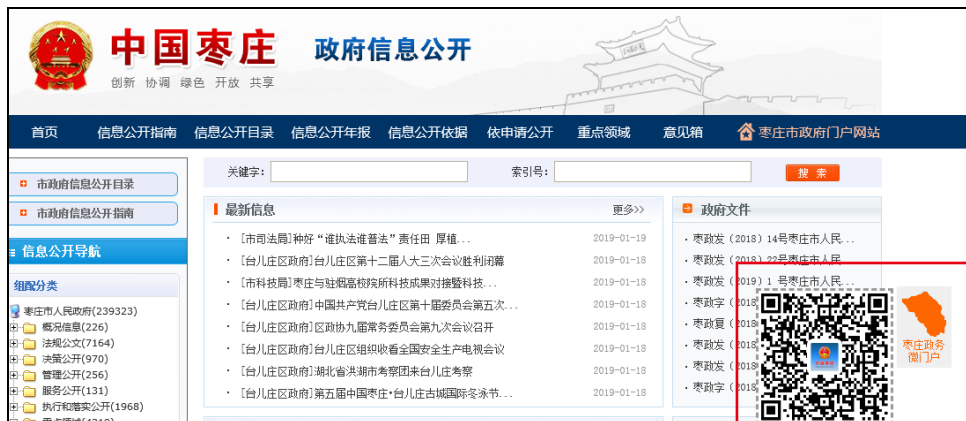 中国枣庄 政府信息公开
创新 协调 绿色 开放 共享
首页 信息公开指南 信息公开目录 信息公开年报 信息公开依据 依申请公开 重点领域 意见箱 枣庄市政府门户网站
关键字: 索引号: 搜 索
市政府信息公开目录
市政府信息公开指南
信息公开导航
组配分类
枣庄市人民政府(239323)
概况信息(226)
法规公文(7164)
决策公开(970)
管理公开(256)
服务公开(131)
执行和落实公开(1968)
最新信息 更多>>
· [市司法局]种好“谁执法谁普法”责任田 厚植... 2019-01-19
· [台儿庄区政府]台儿庄区第十二届人大三次会议胜利闭幕 2019-01-18
· [市科技局]枣庄与驻烟高校院所科技成果对接暨科技... 2019-01-18
· [台儿庄区政府]中国共产党台儿庄区第十届委员会第五次... 2019-01-18
· [台儿庄区政府]区政协九届常务委员会第九次会议召开 2019-01-18
· [台儿庄区政府]台儿庄区组织收看全国安全生产电视会议 2019-01-18
· [台儿庄区政府]湖北省洪湖市考察团来台儿庄考察 2019-01-18
· [台儿庄区政府]第五届中国枣庄·台儿庄古城国际冬泳节... 2019-01-18
政府文件
· 枣政发（2018）14号枣庄市人民...
· 枣政发（2018）22号枣庄市人民...
· 枣政发（2019）1 号枣庄市人民...
· 枣政字（2018
· 枣政复（2018
· 枣政发（2018
· 枣政发（2018
· 枣政字（2018
枣庄政务
微门户